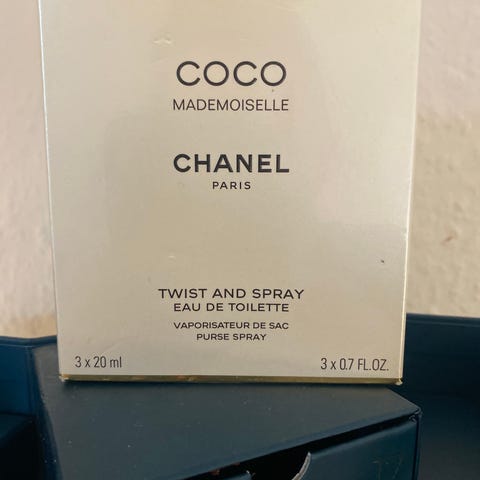 COCO
MADEMOISELLE
CHANEL
PARIS
TWIST AND SPRAY
EAU DE TOILETTE
VAPORISATEUR DE SAC
PURSE SPRAY
3 x 20 ml
3 x 0.7 FL.OZ.